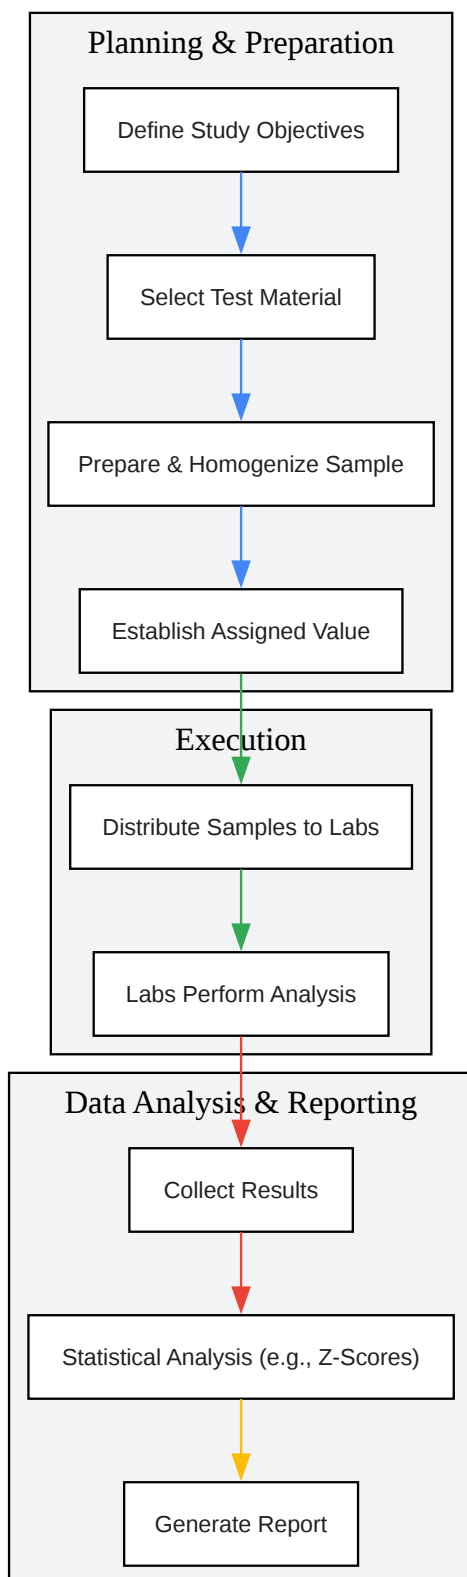 Planning & Preparation
Define Study Objectives
Select Test Material
Prepare & Homogenize Sample
Establish Assigned Value
Execution
Distribute Samples to Labs
Labs Perform Analysis
Data Analysis & Reporting
Collect Results
Statistical Analysis (e.g., Z-Scores)
Generate Report